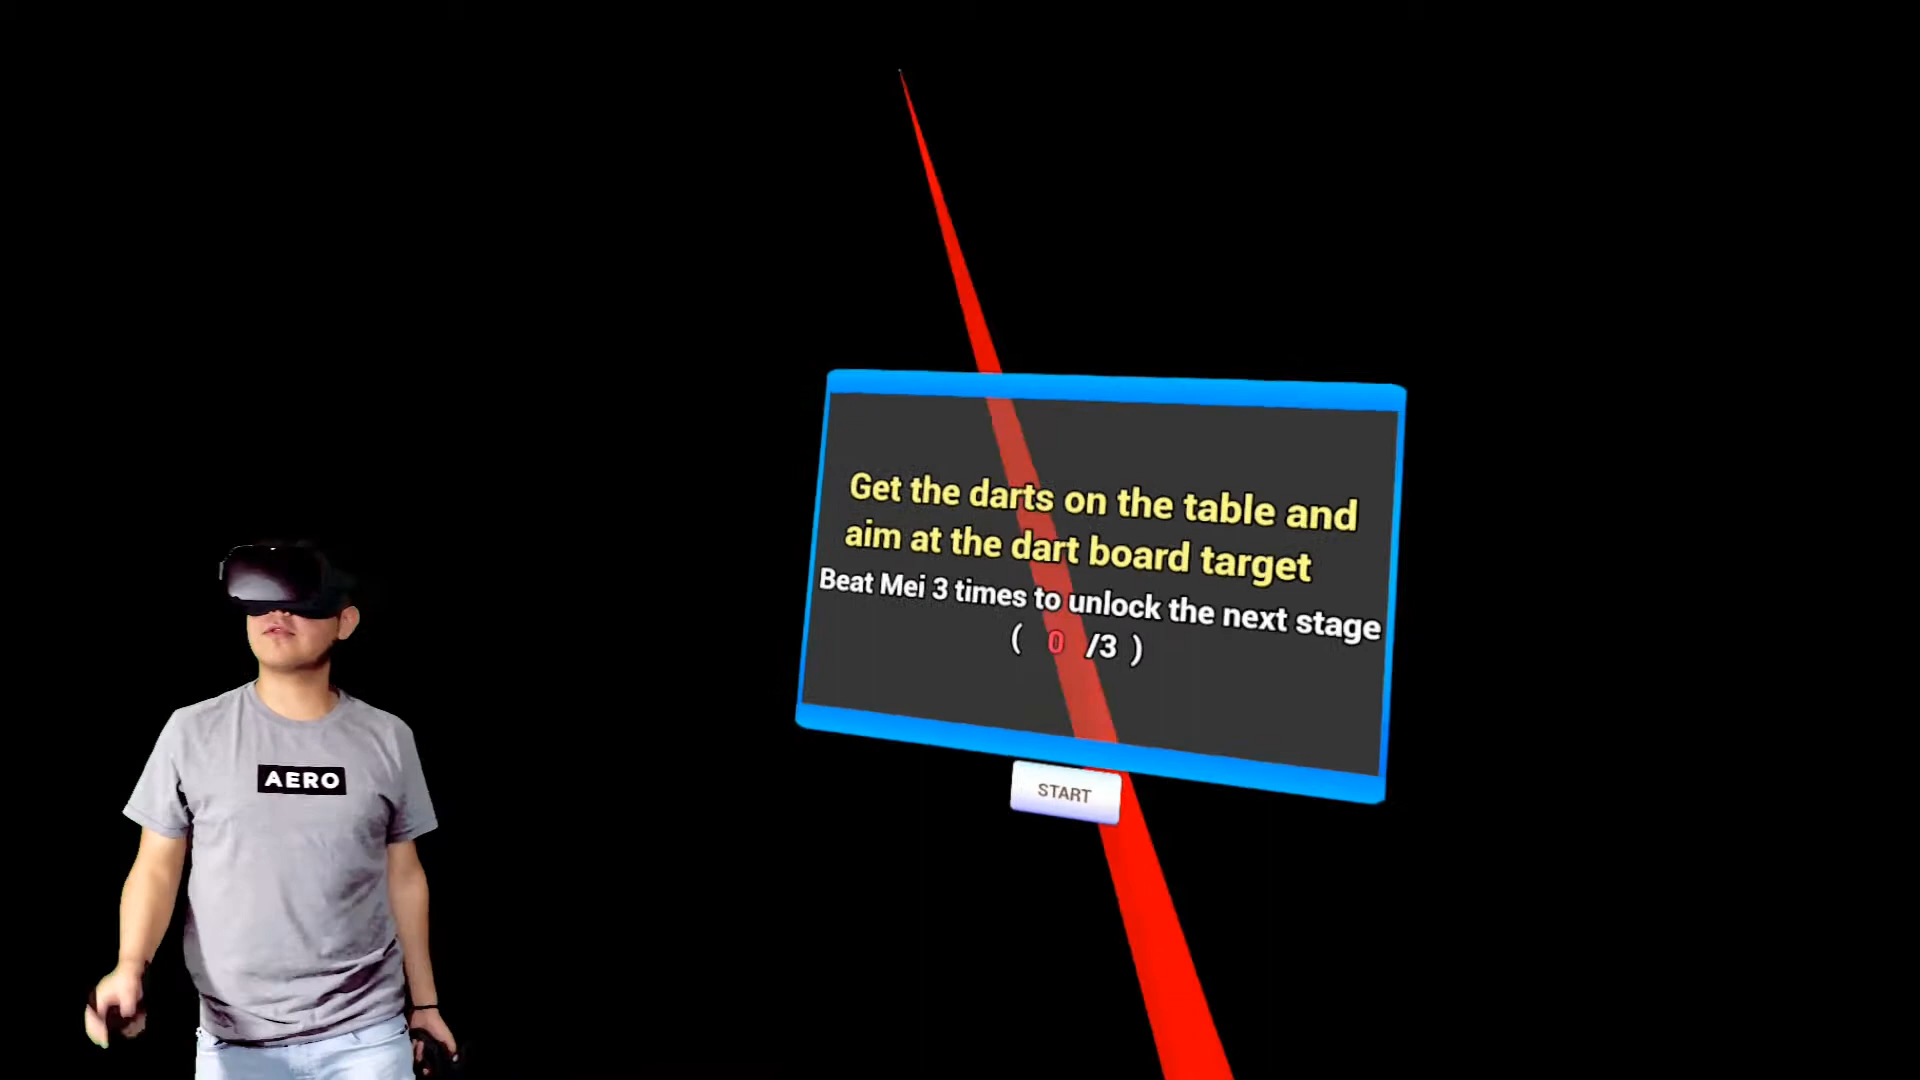 Get the darts on the table and
aim at the dart board target
Beat Mei 3 times to unlock the next stage
( 0 /3 )
START
AERO